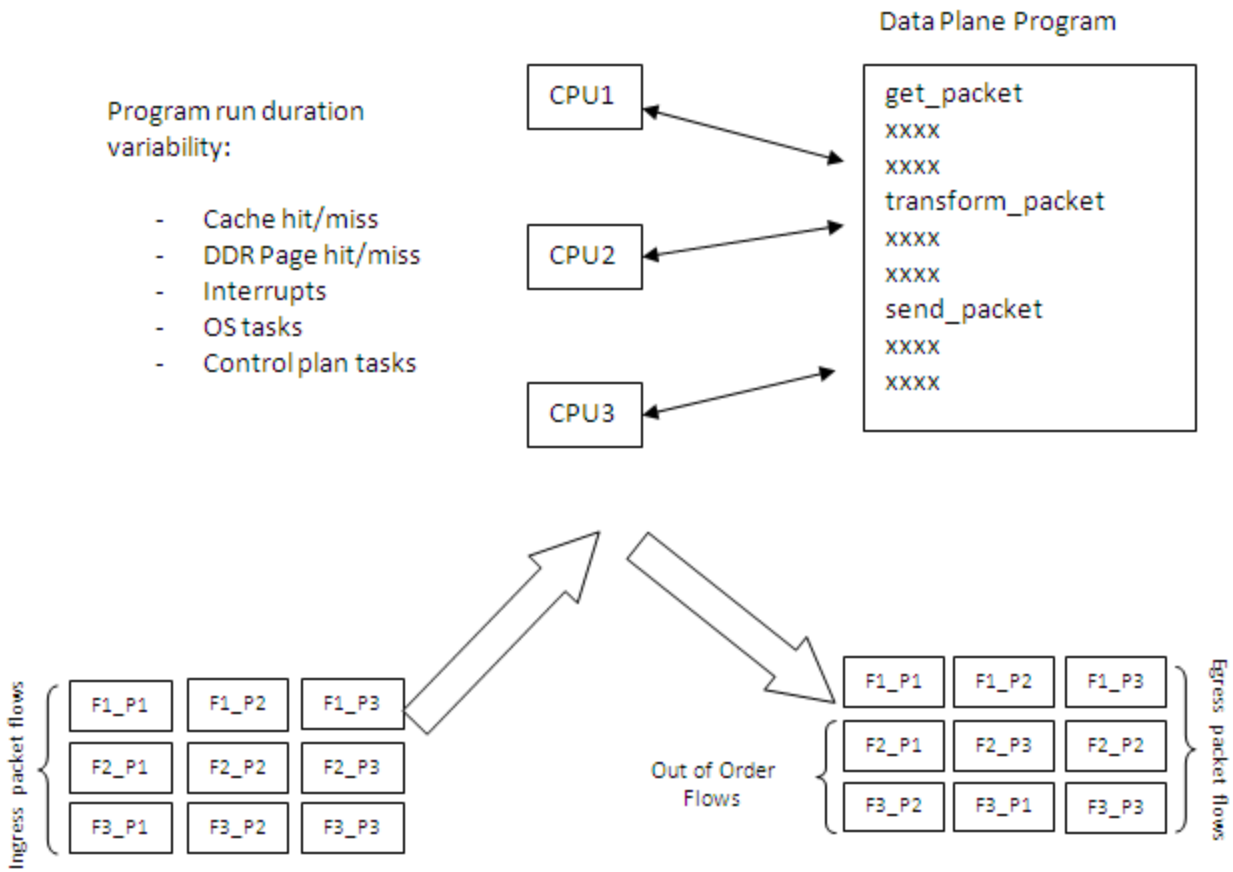 Data Plane Program
Program run duration
variability:
- Cache hit/miss
- DDR Page hit/miss
- Interrupts
- OS tasks
- Control plan tasks
CPU1
CPU2
CPU3
get_packet
xxxx
xxxx
transform_packet
xxxx
xxxx
send_packet
xxxx
xxxx
Ingress packet flows
F1_P1 F1_P2 F1_P3
F2_P1 F2_P2 F2_P3
F3_P1 F3_P2 F3_P3
Out of Order
Flows
F1_P1 F1_P2 F1_P3
F2_P1 F2_P3 F2_P2
F3_P2 F3_P1 F3_P3
Egress packet flows